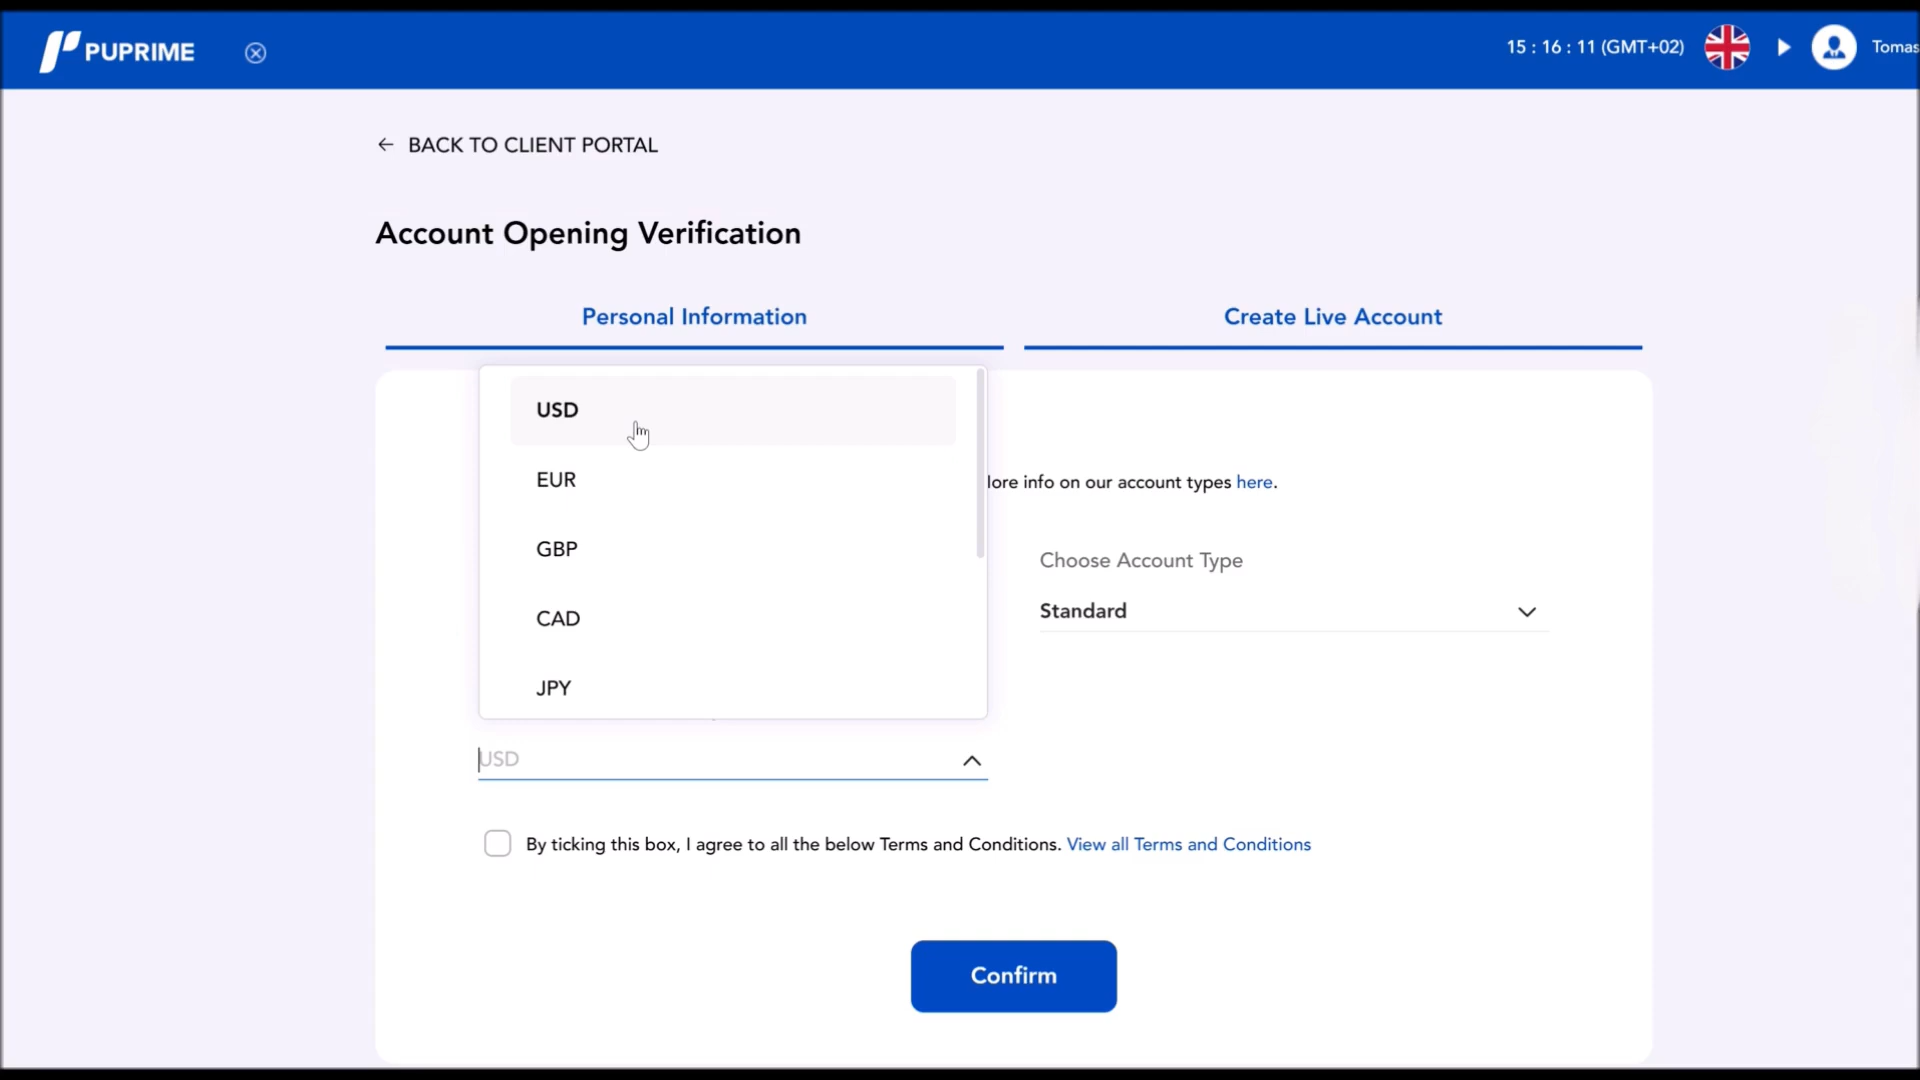 PUPRIME
15 : 16 : 11 (GMT+02)
Tomas
← BACK TO CLIENT PORTAL
Account Opening Verification
Personal Information
Create Live Account
USD
EUR
GBP
CAD
JPY
info on our account types here.
Choose Account Type
Standard
USD
By ticking this box, I agree to all the below Terms and Conditions. View all Terms and Conditions
Confirm